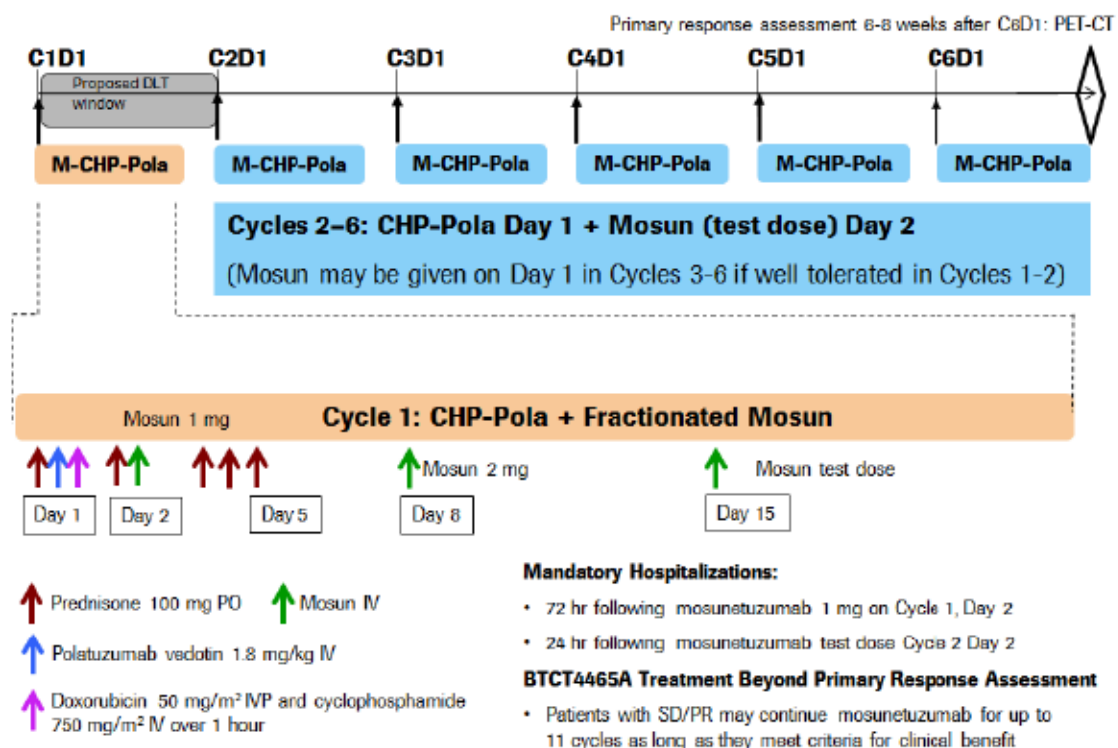 Primary response assessment 6-8 weeks after C6D1: PET-CT
C1D1 C2D1 C3D1 C4D1 C5D1 C6D1
Proposed DLT
window
M-CHP-Pola M-CHP-Pola M-CHP-Pola M-CHP-Pola M-CHP-Pola M-CHP-Pola
Cycles 2–6: CHP-Pola Day 1 + Mosun (test dose) Day 2
(Mosun may be given on Day 1 in Cycles 3-6 if well tolerated in Cycles 1-2)
Mosun 1 mg Cycle 1: CHP-Pola + Fractionated Mosun
Mosun 2 mg Mosun test dose
Day 1 Day 2 Day 5 Day 8 Day 15
Prednisone 100 mg PO Mosun IV
Polatuzumab vedotin 1.8 mg/kg IV
Doxorubicin 50 mg/m² IVP and cyclophosphamide
750 mg/m² IV over 1 hour
Mandatory Hospitalizations:
• 72 hr following mosunetuzumab 1 mg on Cycle 1, Day 2
• 24 hr following mosunetuzumab test dose Cycle 2 Day 2
BTCT4465A Treatment Beyond Primary Response Assessment
• Patients with SD/PR may continue mosunetuzumab for up to
11 cycles as long as they meet criteria for clinical benefit